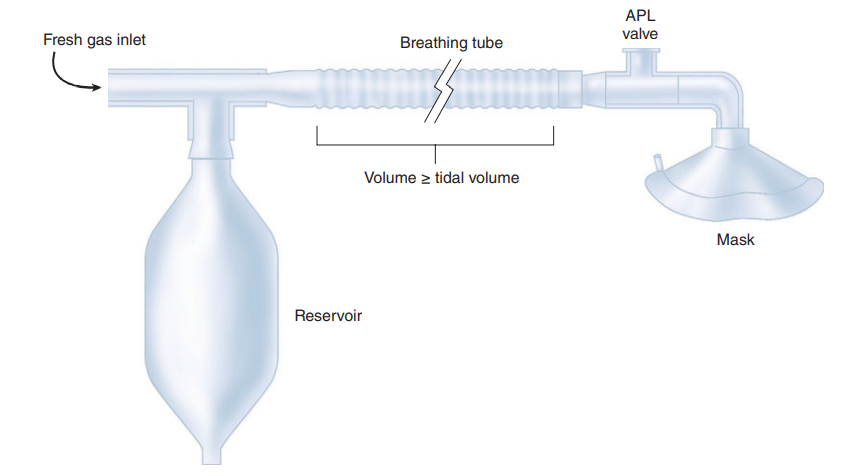 APL
valve
Fresh gas inlet
Breathing tube
Volume ≥ tidal volume
Mask
Reservoir